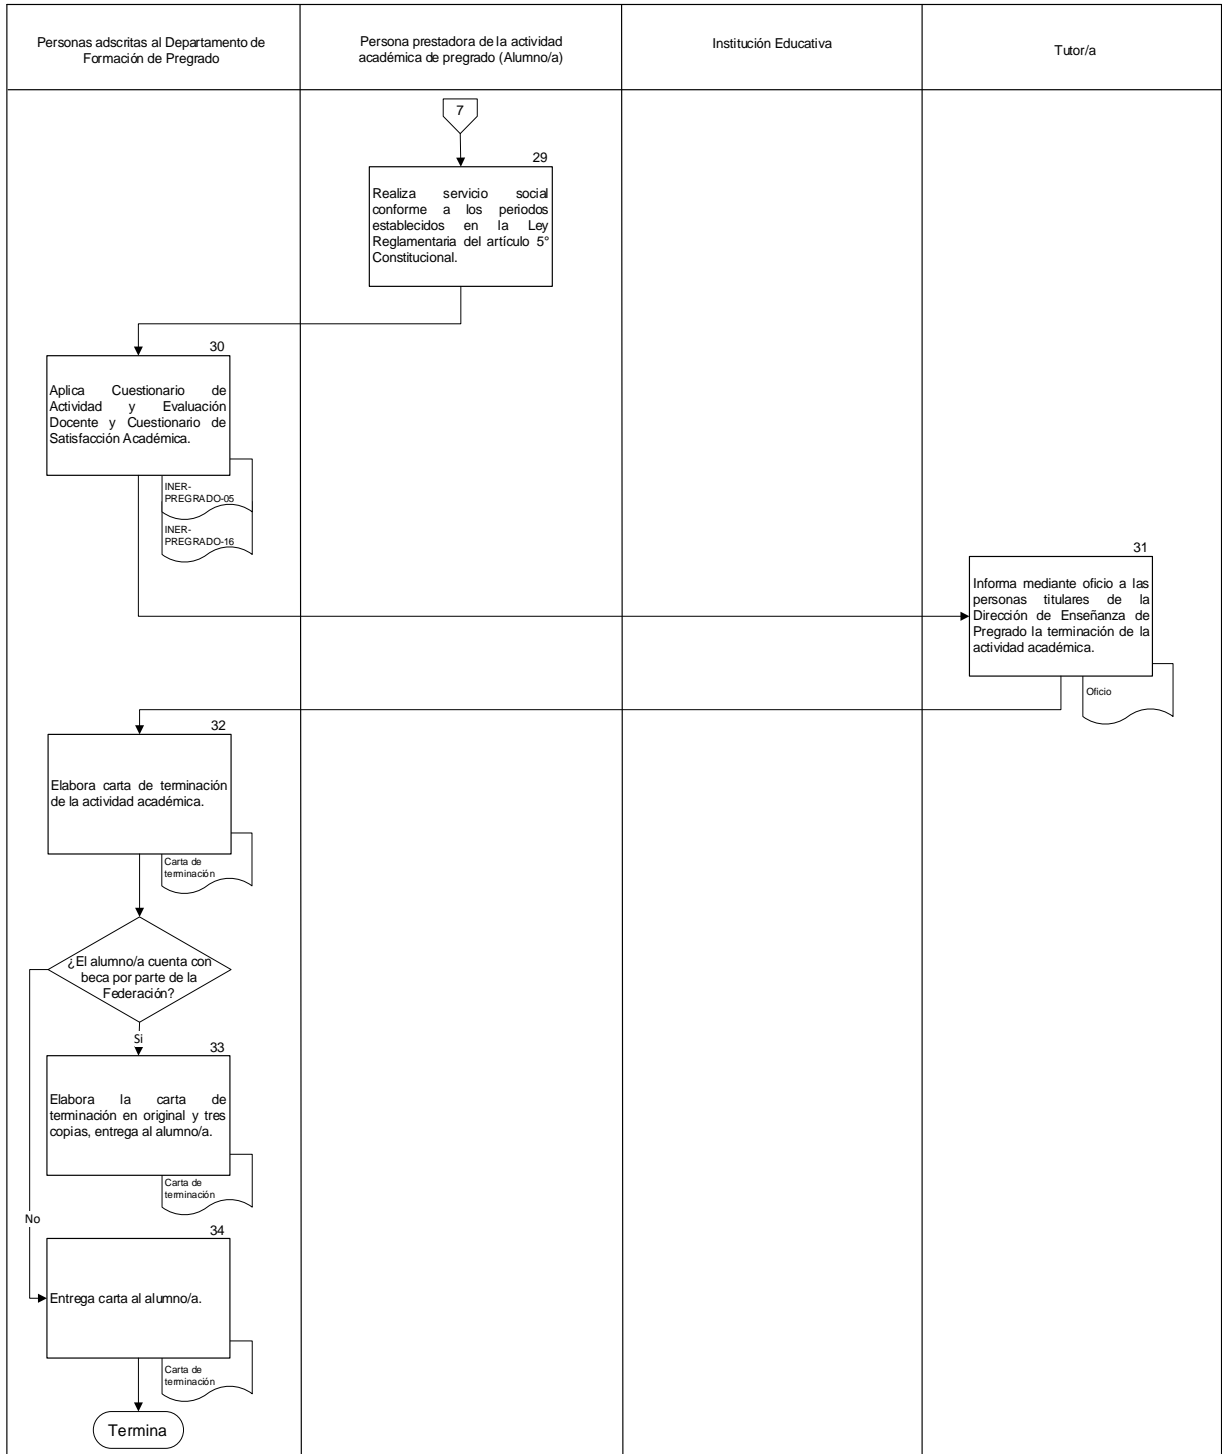 Personas adscritas al Departamento de
Formación de Pregrado
Persona prestadora de la actividad
académica de pregrado (Alumno/a)
Institución Educativa
Tutor/a
7
29
Realiza servicio social
conforme a los periodos
establecidos en la Ley
Reglamentaria del artículo 5°
Constitucional.
30
Aplica Cuestionario de
Actividad y Evaluación
Docente y Cuestionario de
Satisfacción Académica.
INER-
PREGRADO-05
INER-
PREGRADO-16
31
Informa mediante oficio a las
personas titulares de la
Dirección de Enseñanza de
Pregrado la terminación de la
actividad académica.
Oficio
32
Elabora carta de terminación
de la actividad académica.
Carta de
terminación
¿El alumno/a cuenta con
beca por parte de la
Federación?
Si
33
Elabora la carta de
terminación en original y tres
copias, entrega al alumno/a.
Carta de
terminación
No
34
Entrega carta al alumno/a.
Carta de
terminación
Termina